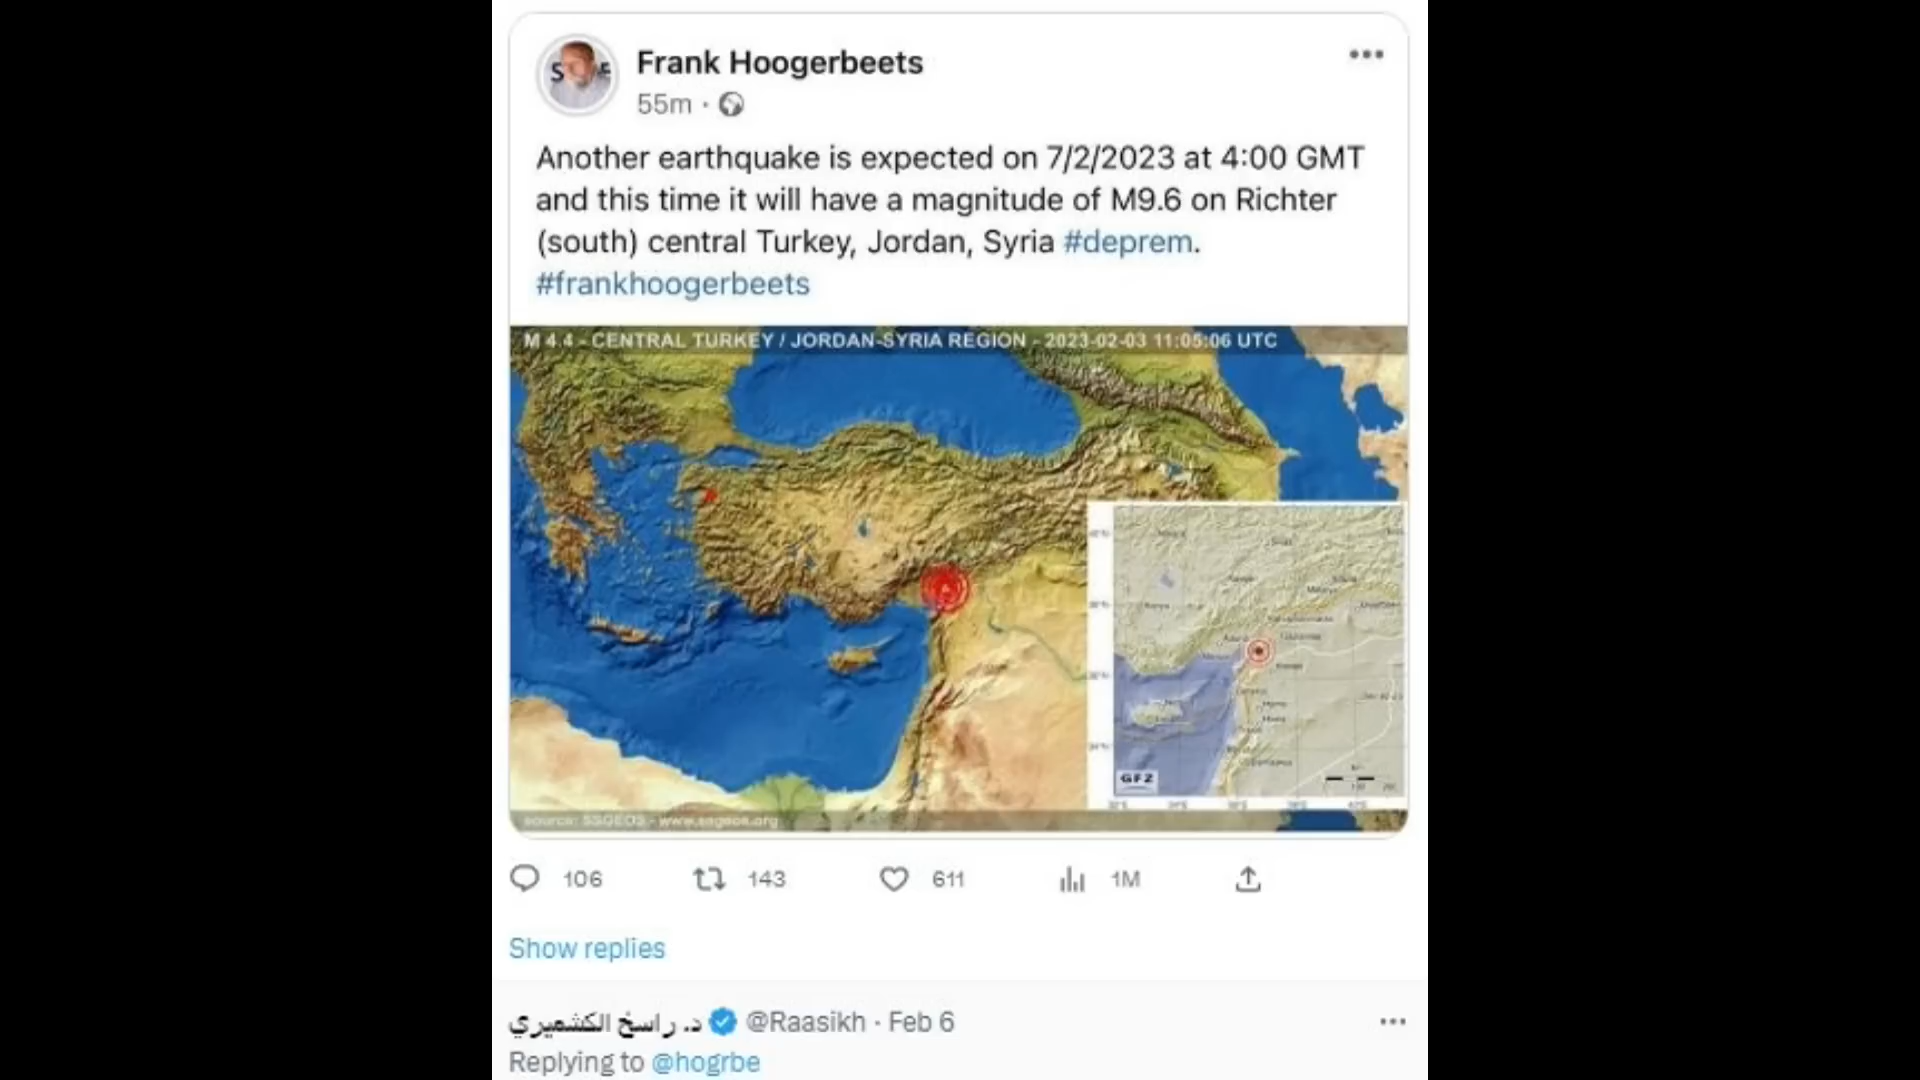 Frank Hoogerbeets
55m ·
Another earthquake is expected on 7/2/2023 at 4:00 GMT
and this time it will have a magnitude of M9.6 on Richter
(south) central Turkey, Jordan, Syria #deprem.
#frankhoogerbeets
M 4.4 - CENTRAL TURKEY / JORDAN-SYRIA REGION - 2023-02-03 11:05:06 UTC
GFZ
source: SSGEOS - www.ssgeos.org
106 143 611 1M
Show replies
د. راسخ الكشميري @Raasikh · Feb 6
Replying to @hogrbe